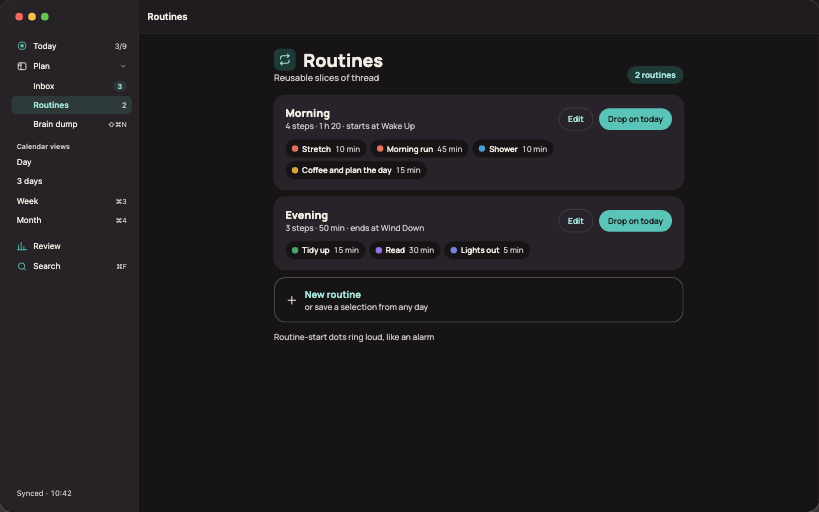 Routines
Today 3/9
Plan
Inbox 3
Routines 2
Brain dump ⇧⌘N
Calendar views
Day
3 days
Week ⌘3
Month ⌘4
Review
Search ⌘F
Synced · 10:42
Routines
Reusable slices of thread
2 routines
Morning
4 steps · 1 h 20 · starts at Wake Up
Edit
Drop on today
Stretch 10 min
Morning run 45 min
Shower 10 min
Coffee and plan the day 15 min
Evening
3 steps · 50 min · ends at Wind Down
Edit
Drop on today
Tidy up 15 min
Read 30 min
Lights out 5 min
New routine
or save a selection from any day
Routine-start dots ring loud, like an alarm